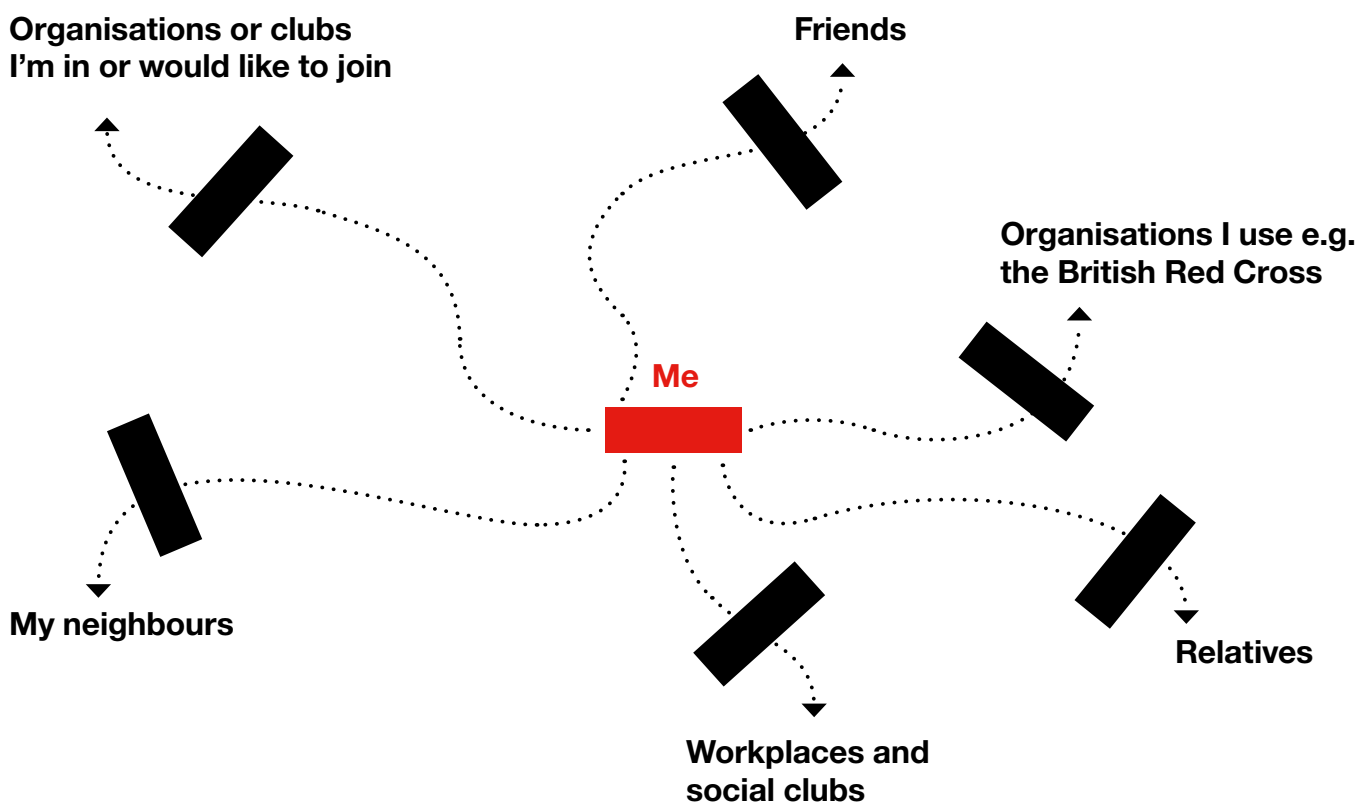 Organisations or clubs
I’m in or would like to join
Friends
Organisations I use e.g.
the British Red Cross
Me
My neighbours
Relatives
Workplaces and
social clubs